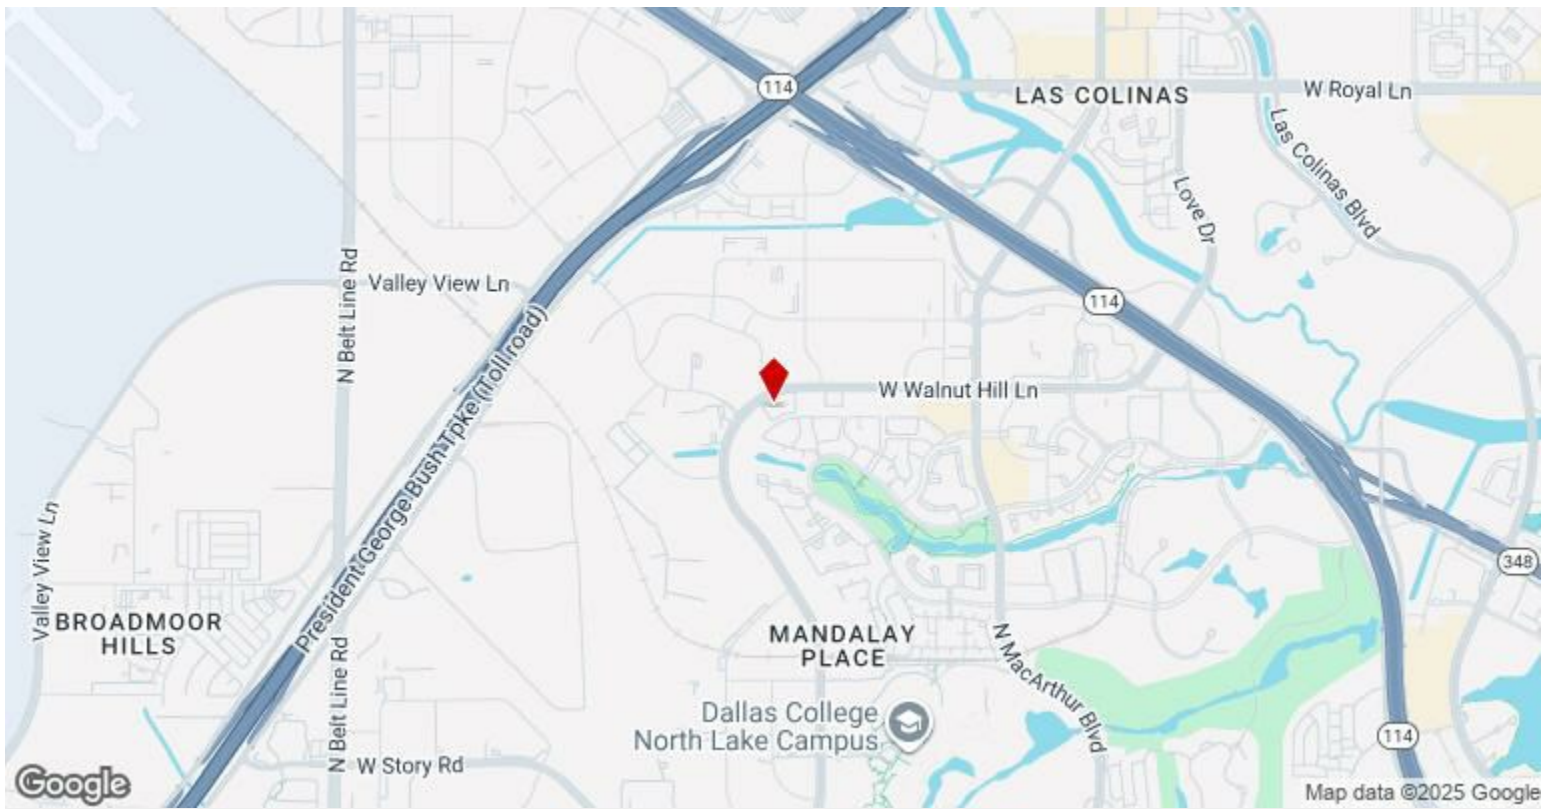 114
LAS COLINAS
W Royal Ln
Las Colinas Blvd
Love Dr
N Belt Line Rd
Valley View Ln
114
President George Bush Tpke (Toll road)
W Walnut Hill Ln
Valley View Ln
348
BROADMOOR
HILLS
MANDALAY
PLACE
N MacArthur Blvd
N Belt Line Rd
Dallas College
North Lake Campus
114
W Story Rd
Google
Map data ©2025 Google